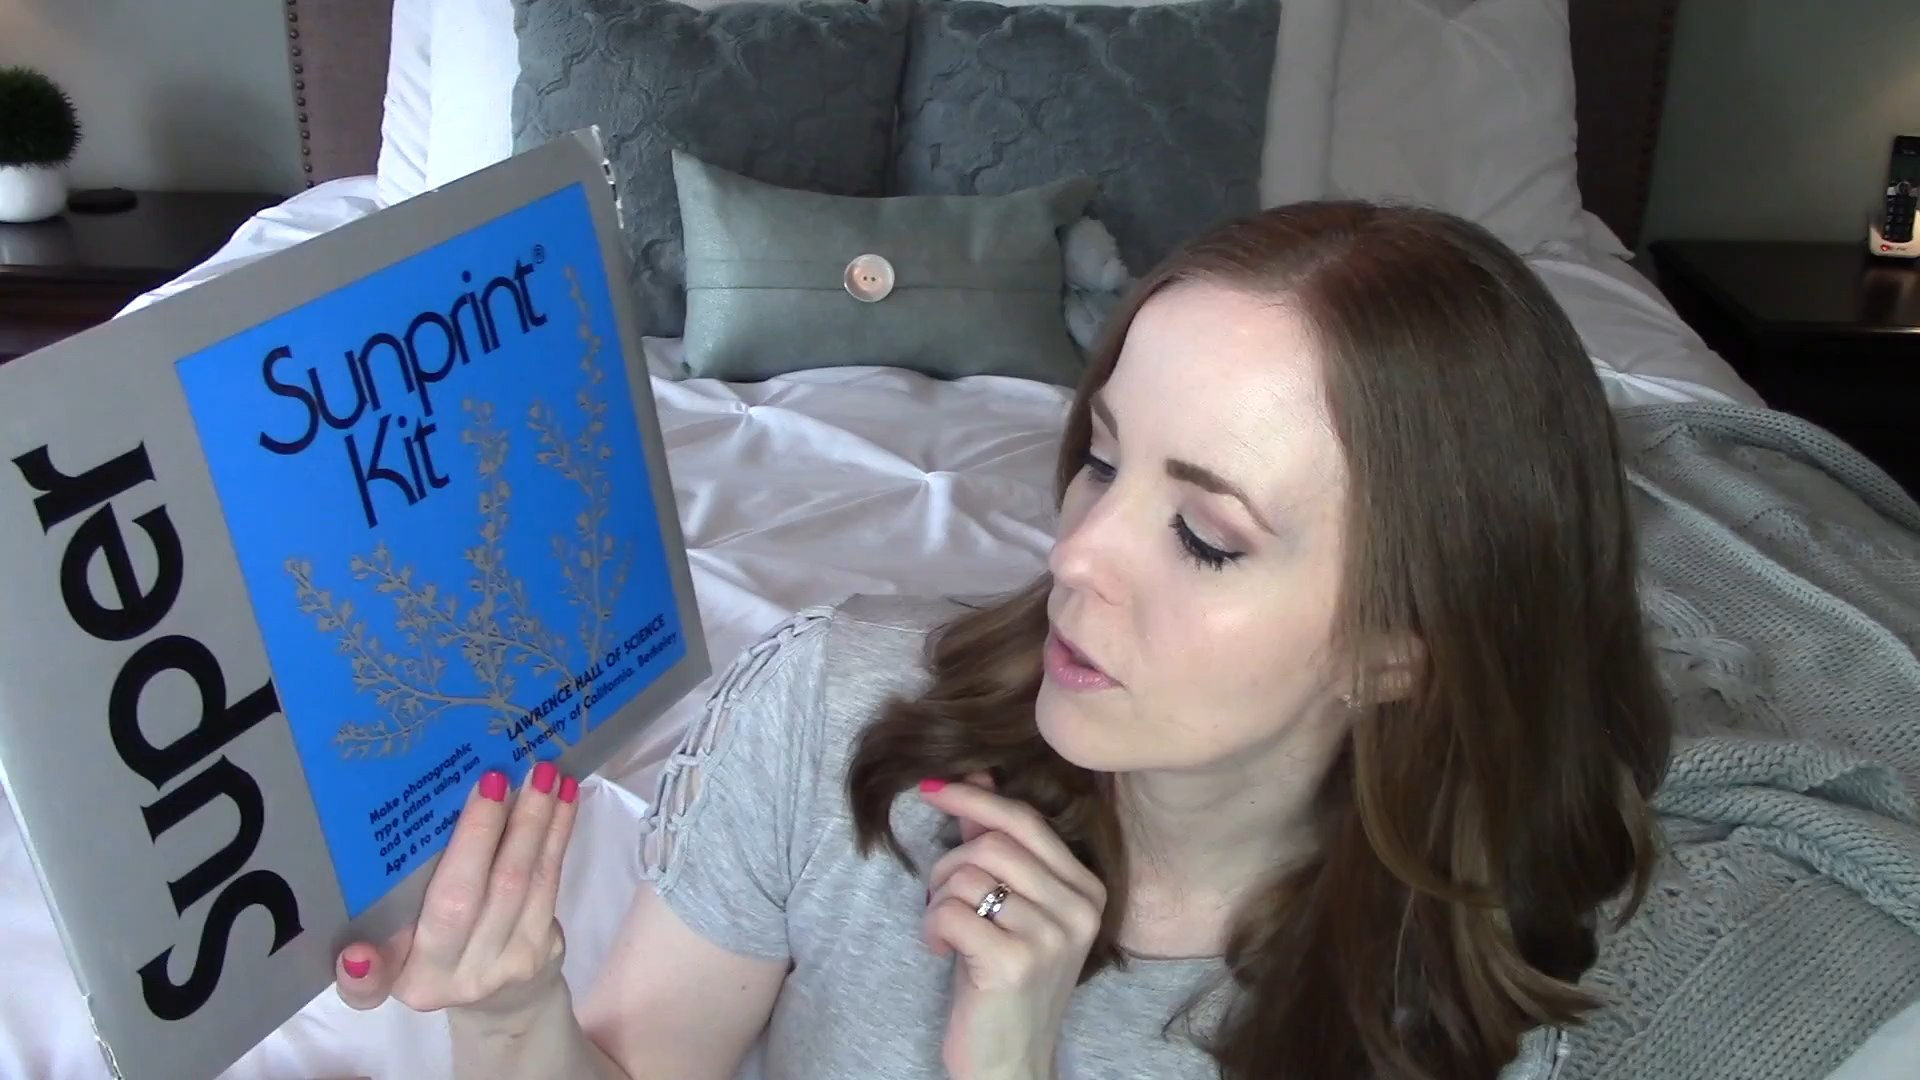 super
Sunprint®
Kit
LAWRENCE HALL OF SCIENCE
University of California, Berkeley
Make photographic
type prints using sun
and water
Age 6 to adult